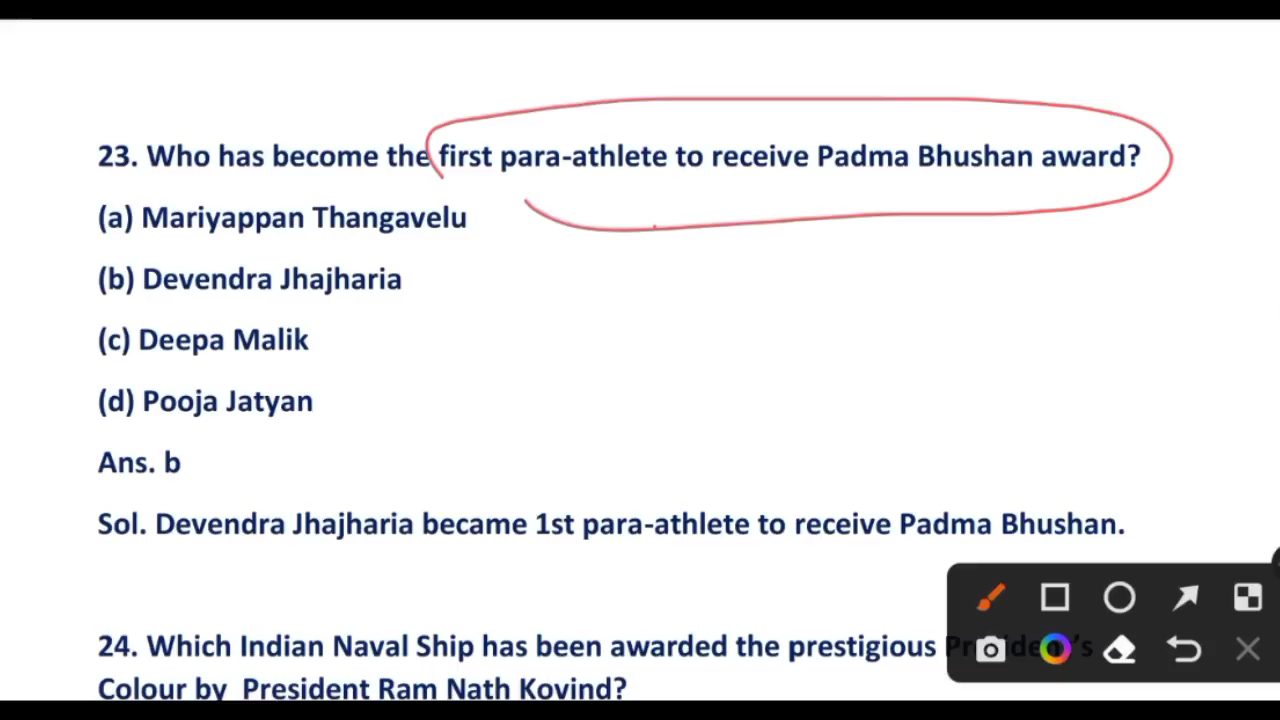 23. Who has become the first para-athlete to receive Padma Bhushan award?
(a) Mariyappan Thangavelu
(b) Devendra Jhajharia
(c) Deepa Malik
(d) Pooja Jatyan
Ans. b
Sol. Devendra Jhajharia became 1st para-athlete to receive Padma Bhushan.
24. Which Indian Naval Ship has been awarded the prestigious President's
Colour by President Ram Nath Kovind?